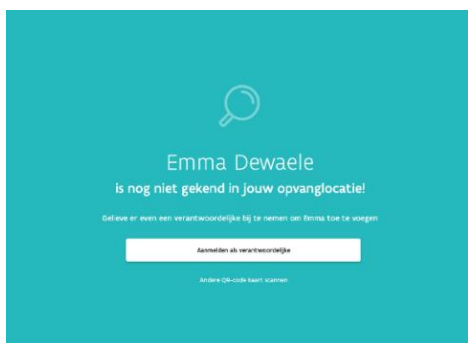 Emma Dewaele
is nog niet gekend in jouw opvanglocatie!
Gelieve er even een verantwoordelijke bij te nemen om Emma toe te voegen
Aanmelden als verantwoordelijke
Andere QR-code kaart scannen